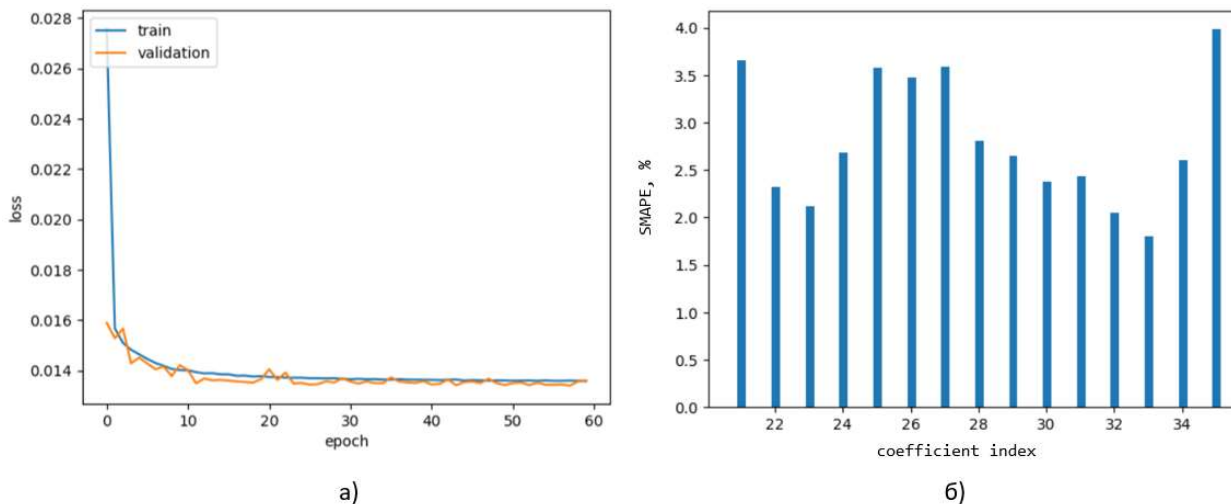 0.028
0.026
0.024
0.022
0.020
0.018
0.016
0.014
loss
train
validation
0 10 20 30 40 50 60
epoch
а)
4.0
3.5
3.0
2.5
2.0
1.5
1.0
0.5
0.0
SMAPE, %
22 24 26 28 30 32 34
coefficient index
б)